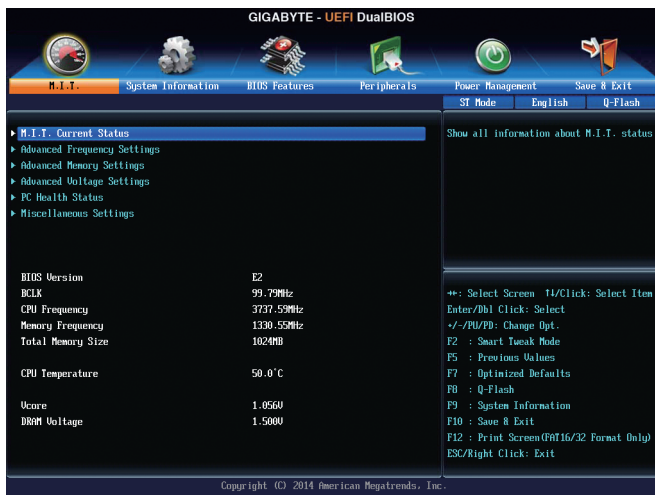 GIGABYTE - UEFI DualBIOS
M.I.T.
System Information
BIOS Features
Peripherals
Power Management
Save & Exit
ST Mode
English
Q-Flash
M.I.T. Current Status
Advanced Frequency Settings
Advanced Memory Settings
Advanced Voltage Settings
PC Health Status
Miscellaneous Settings
BIOS Version E2
BCLK 99.79MHz
CPU Frequency 3737.59MHz
Memory Frequency 1330.55MHz
Total Memory Size 1024MB
CPU Temperature 50.0°C
Vcore 1.056V
DRAM Voltage 1.500V
Show all information about M.I.T. status
→←: Select Screen ↑↓/Click: Select Item
Enter/Dbl Click: Select
+/-/PU/PD: Change Opt.
F2 : Smart Tweak Mode
F5 : Previous Values
F7 : Optimized Defaults
F8 : Q-Flash
F9 : System Information
F10 : Save & Exit
F12 : Print Screen(FAT16/32 Format Only)
ESC/Right Click: Exit
Copyright (C) 2014 American Megatrends, Inc.